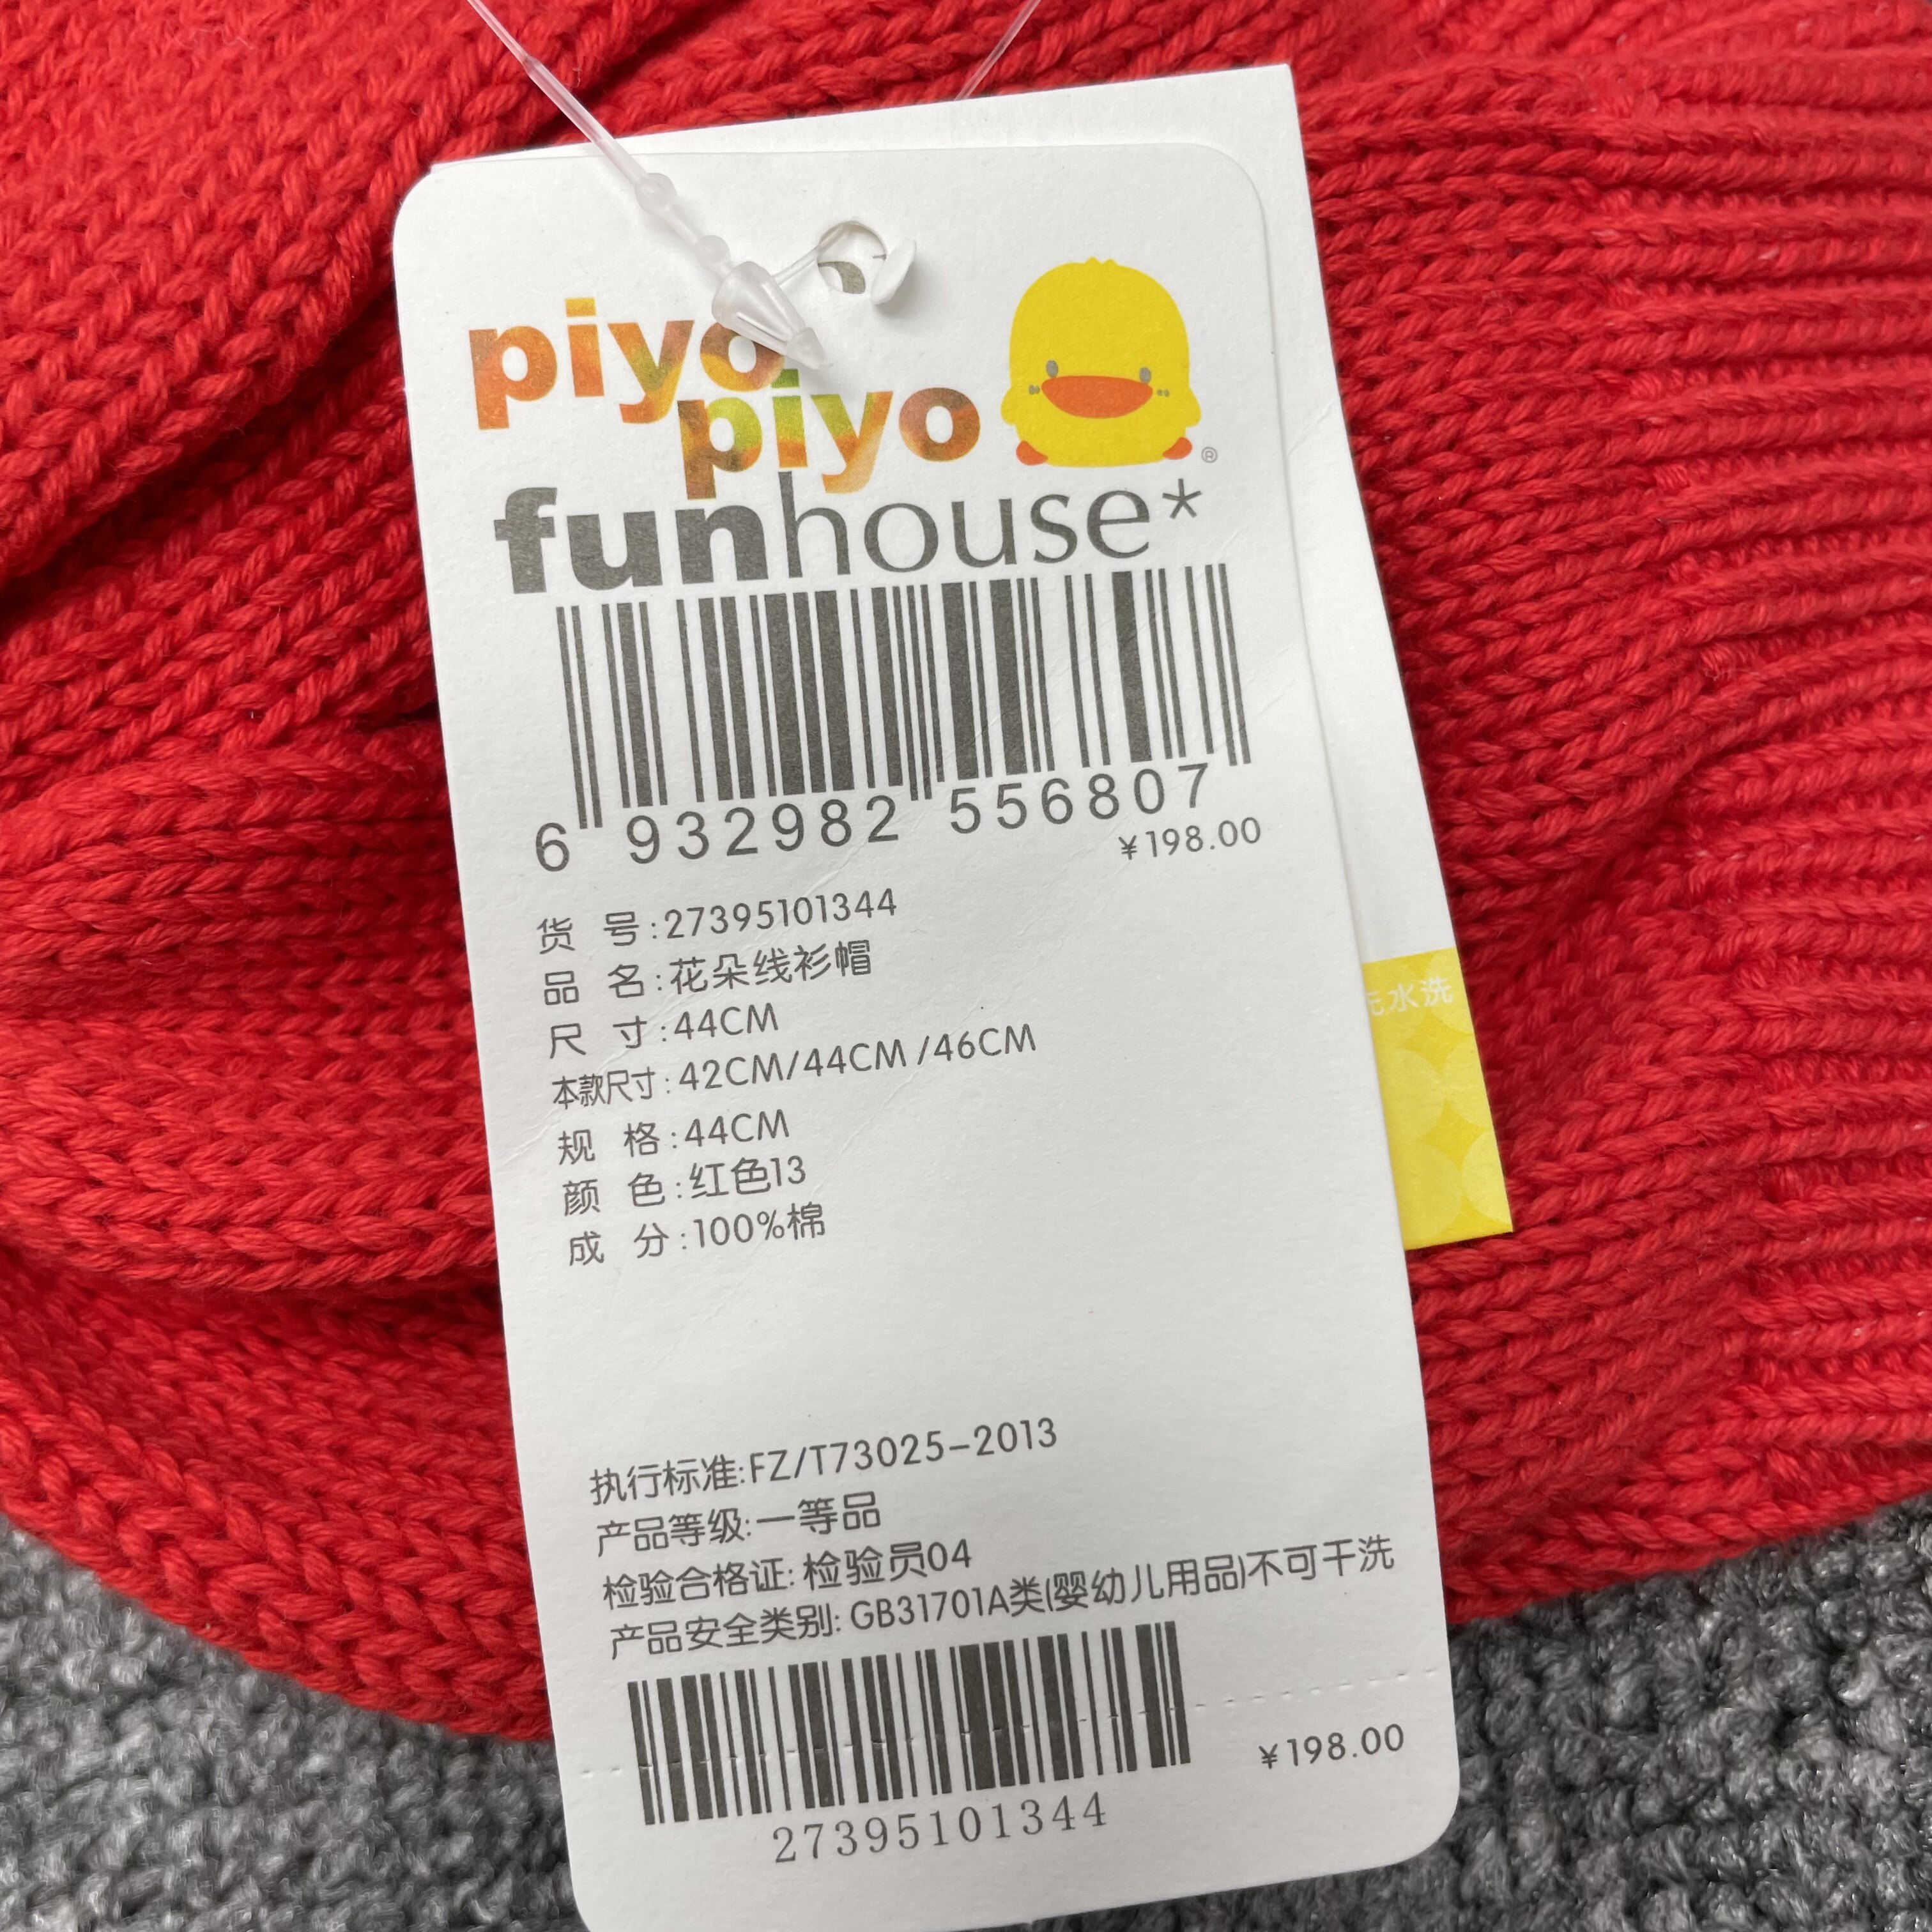 piyo
piyo
®
funhouse*
6 932982 556807
¥198.00
货 号:27395101344
品 名:花朵线衫帽
尺 寸:44CM
本款尺寸:42CM/44CM/46CM
规 格:44CM
颜 色:红色13
成 分:100%棉
水洗
执行标准:FZ/T73025-2013
产品等级:一等品
检验合格证:检验员04
产品安全类别:GB31701A类(婴幼儿用品)不可干洗
27395101344
¥198.00